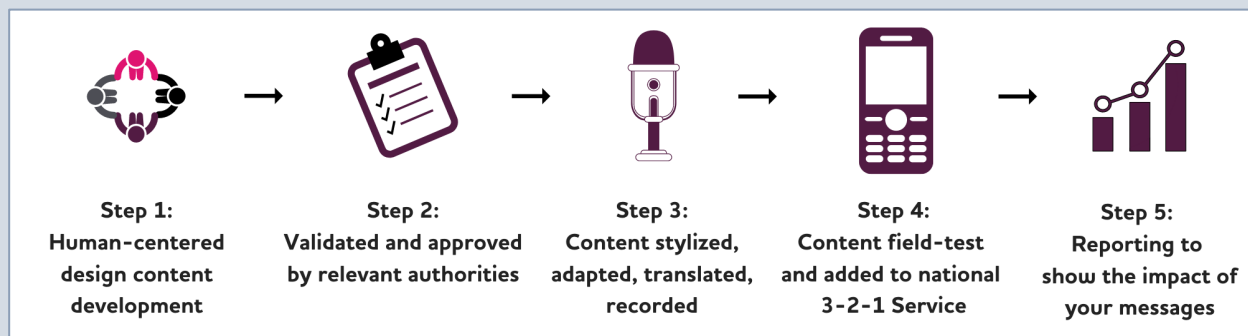 Step 1:
Human-centered
design content
development
Step 2:
Validated and approved
by relevant authorities
Step 3:
Content stylized,
adapted, translated,
recorded
Step 4:
Content field-test
and added to national
3-2-1 Service
Step 5:
Reporting to
show the impact of
your messages